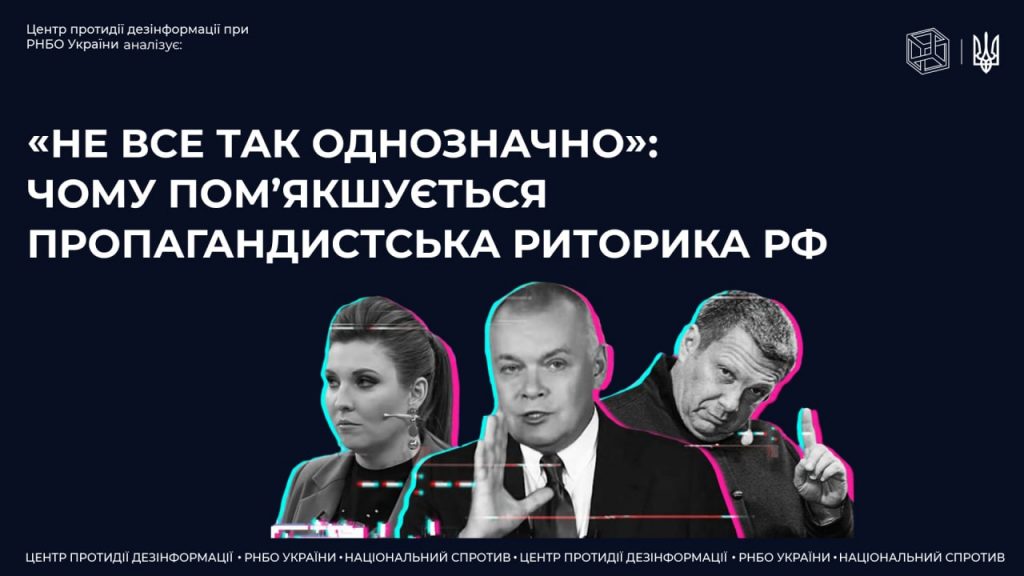 Центр протидії дезінформації при
РНБО України аналізує:
«НЕ ВСЕ ТАК ОДНОЗНАЧНО»:
ЧОМУ ПОМ’ЯКШУЄТЬСЯ
ПРОПАГАНДИСТСЬКА РИТОРИКА РФ
ЦЕНТР ПРОТИДІЇ ДЕЗІНФОРМАЦІЇ • РНБО УКРАЇНИ • НАЦІОНАЛЬНИЙ СПРОТИВ • ЦЕНТР ПРОТИДІЇ ДЕЗІНФОРМАЦІЇ • РНБО УКРАЇНИ • НАЦІОНАЛЬНИЙ СПРОТИВ